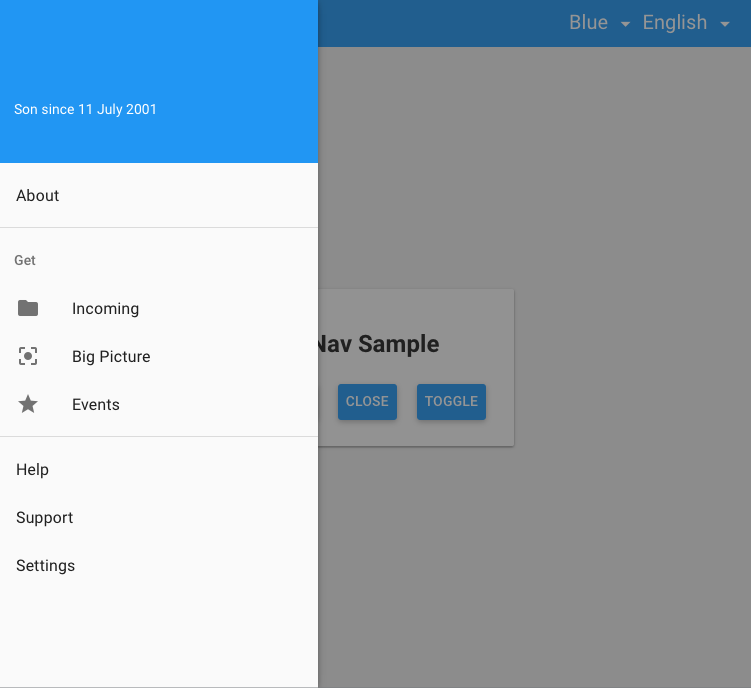 Blue English
Son since 11 July 2001
About
Get
Incoming
Big Picture
Events
Help
Support
Settings
Nav Sample
CLOSE TOGGLE